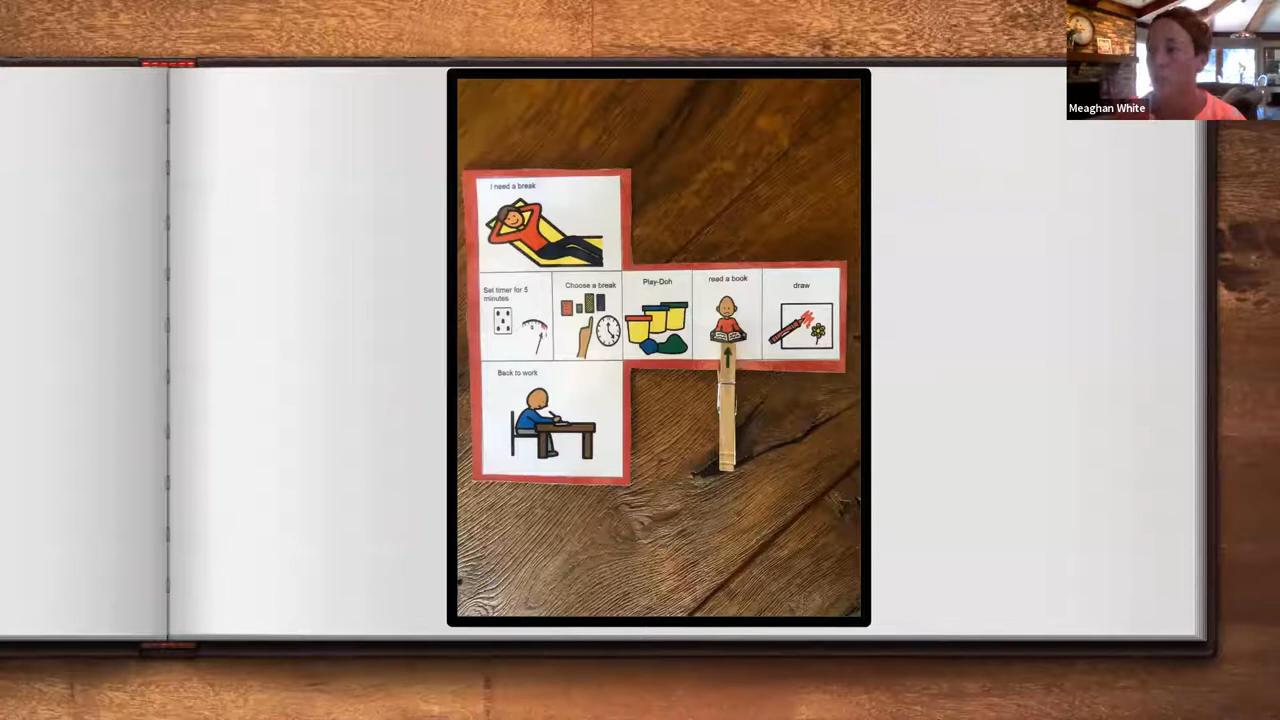 Meaghan White
I need a break
Set timer for 5
minutes
Choose a break
Play-Doh
read a book
draw
Back to work